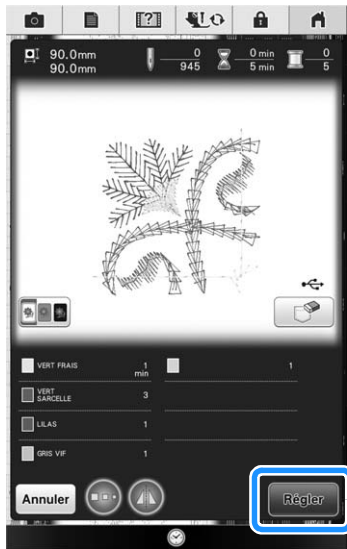 [?]
90.0mm
90.0mm
0
945
0 min
5 min
0
5
VERT FRAIS
1
min
1
VERT
SARCELLE
3
LILAS
1
GRIS VIF
1
Annuler
Régler